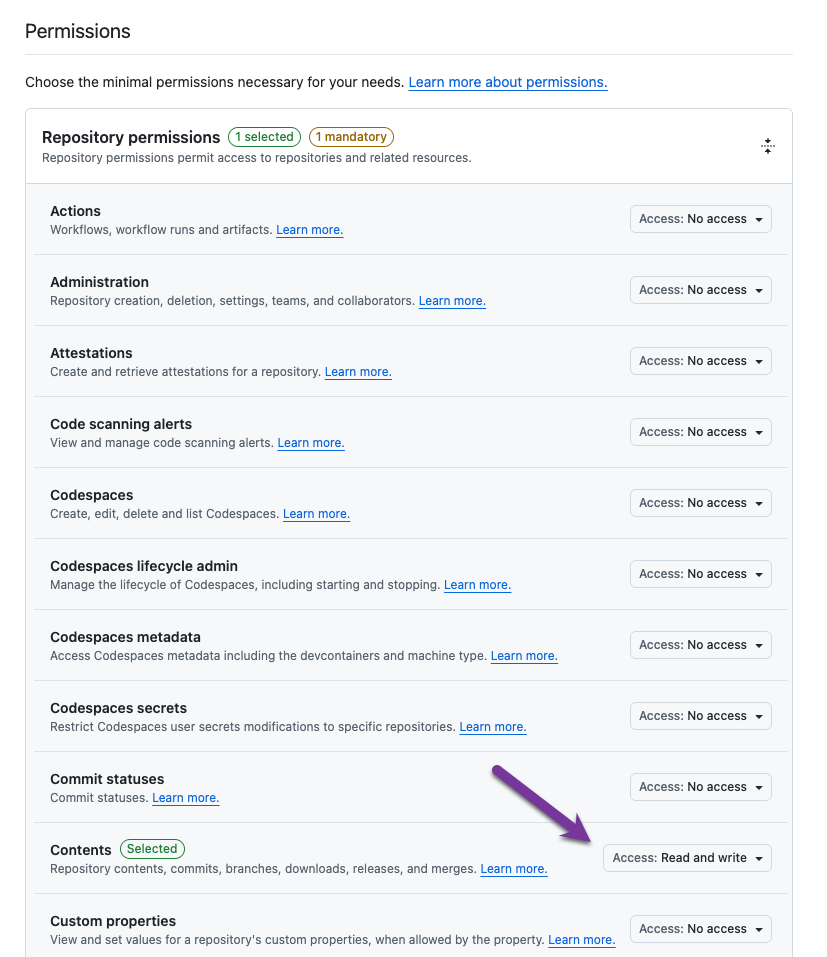 Permissions
Choose the minimal permissions necessary for your needs. Learn more about permissions.
Repository permissions 1 selected 1 mandatory
Repository permissions permit access to repositories and related resources.
Actions
Workflows, workflow runs and artifacts. Learn more.
Access: No access
Administration
Repository creation, deletion, settings, teams, and collaborators. Learn more.
Access: No access
Attestations
Create and retrieve attestations for a repository. Learn more.
Access: No access
Code scanning alerts
View and manage code scanning alerts. Learn more.
Access: No access
Codespaces
Create, edit, delete and list Codespaces. Learn more.
Access: No access
Codespaces lifecycle admin
Manage the lifecycle of Codespaces, including starting and stopping. Learn more.
Access: No access
Codespaces metadata
Access Codespaces metadata including the devcontainers and machine type. Learn more.
Access: No access
Codespaces secrets
Restrict Codespaces user secrets modifications to specific repositories. Learn more.
Access: No access
Commit statuses
Commit statuses. Learn more.
Access: No access
Contents Selected
Repository contents, commits, branches, downloads, releases, and merges. Learn more.
Access: Read and write
Custom properties
View and set values for a repository's custom properties, when allowed by the property. Learn more.
Access: No access